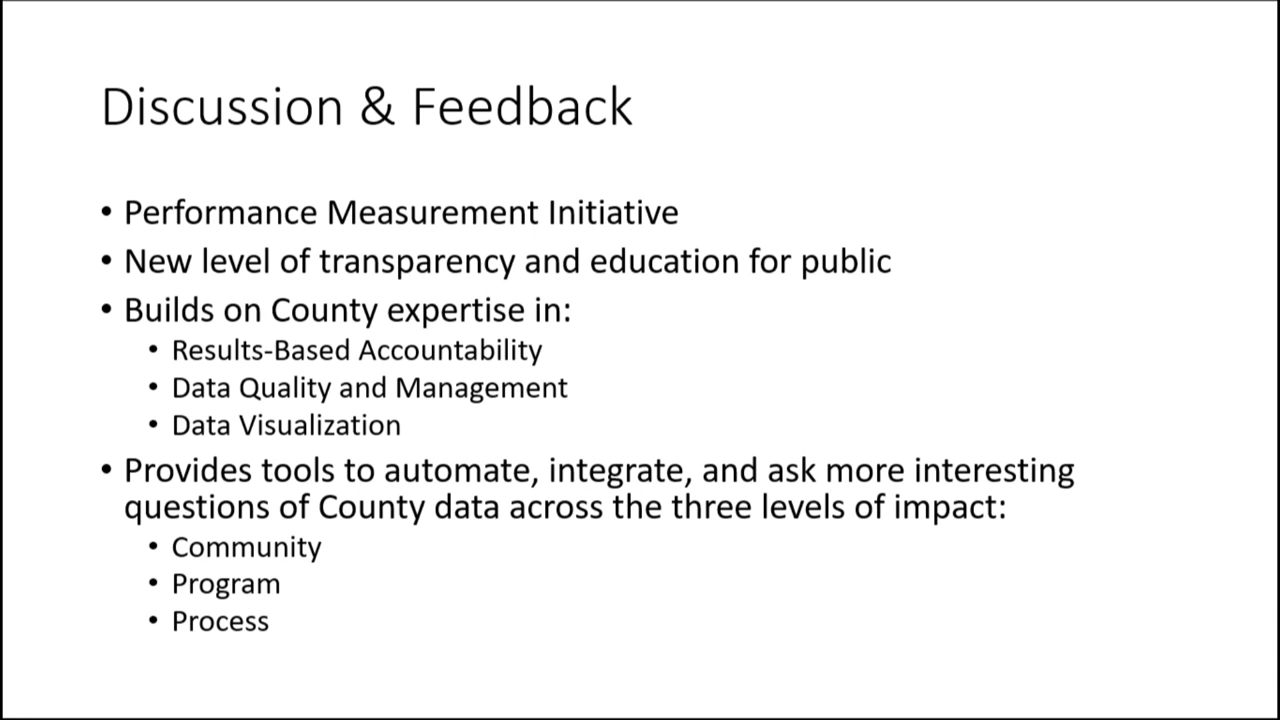 Discussion & Feedback
• Performance Measurement Initiative
• New level of transparency and education for public
• Builds on County expertise in:
• Results-Based Accountability
• Data Quality and Management
• Data Visualization
• Provides tools to automate, integrate, and ask more interesting
questions of County data across the three levels of impact:
• Community
• Program
• Process